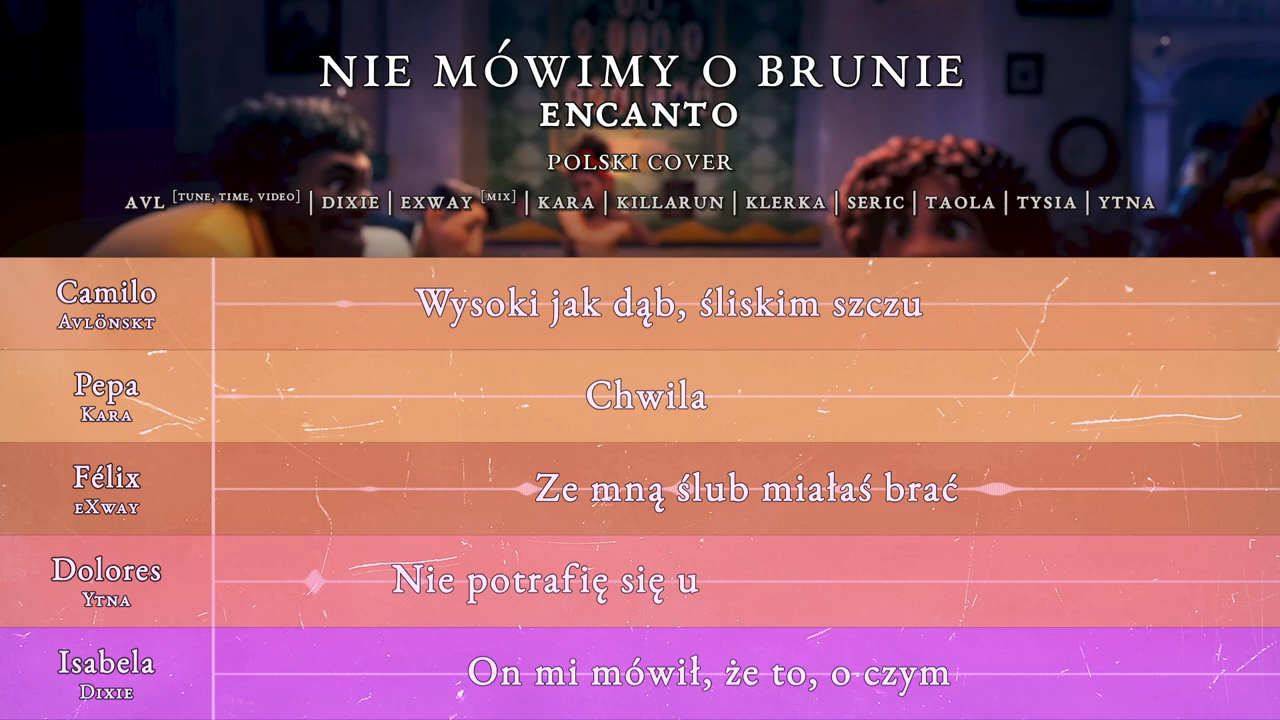 NIE MÓWIMY O BRUNIE
ENCANTO
POLSKI COVER
AVL [TUNE, TIME, VIDEO] | DIXIE | EXWAY [MIX] | KARA | KILLARUN | KLERKA | SERIC | TAOLA | TYSIA | YTNA
Camilo
Avlönskt
Wysoki jak dąb, śliskim szczu
Pepa
Kara
Chwila
Félix
eXway
Ze mną ślub miałaś brać
Dolores
Ytna
Nie potrafię się u
Isabela
Dixie
On mi mówił, że to, o czym